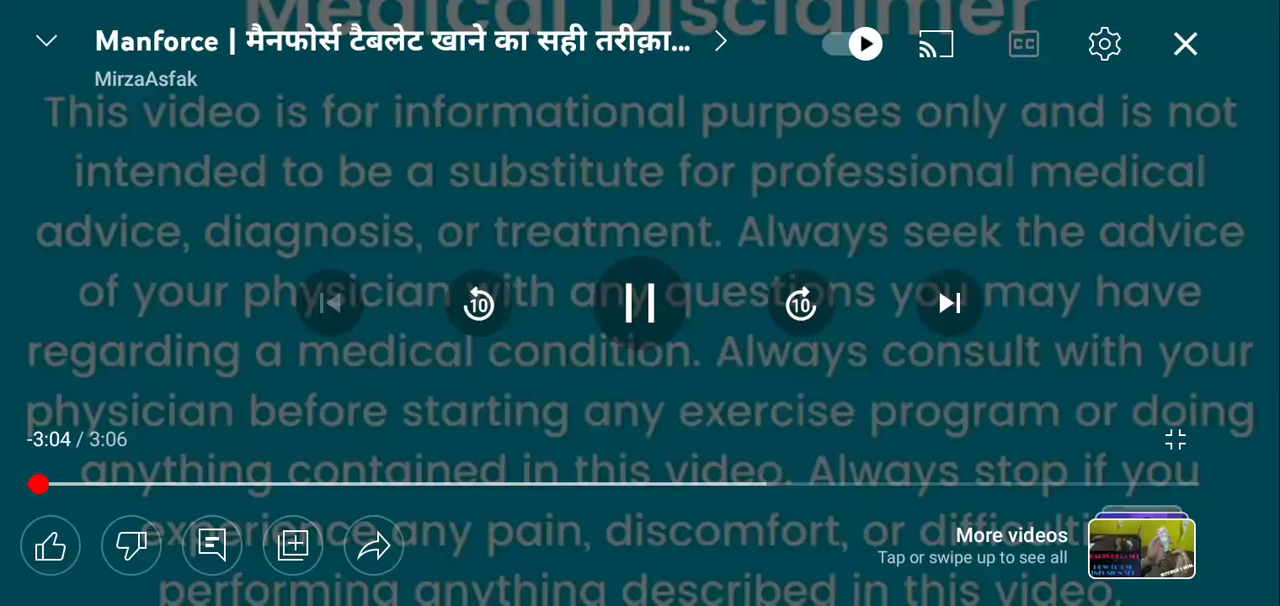 Medical Disclaimer
Manforce | मैनफोर्स टैबलेट खाने का सही तरीक़ा...
MirzaAsfak
CC
This video is for informational purposes only and is not
intended to be a substitute for professional medical
advice, diagnosis, or treatment. Always seek the advice
of your physician with any questions you may have
10
10
regarding a medical condition. Always consult with your
physician before starting any exercise program or doing
-3:04 / 3:06
anything contained in this video. Always stop if you
experience any pain, discomfort, or difficulties
More videos
Tap or swipe up to see all
performing anything described in this video.